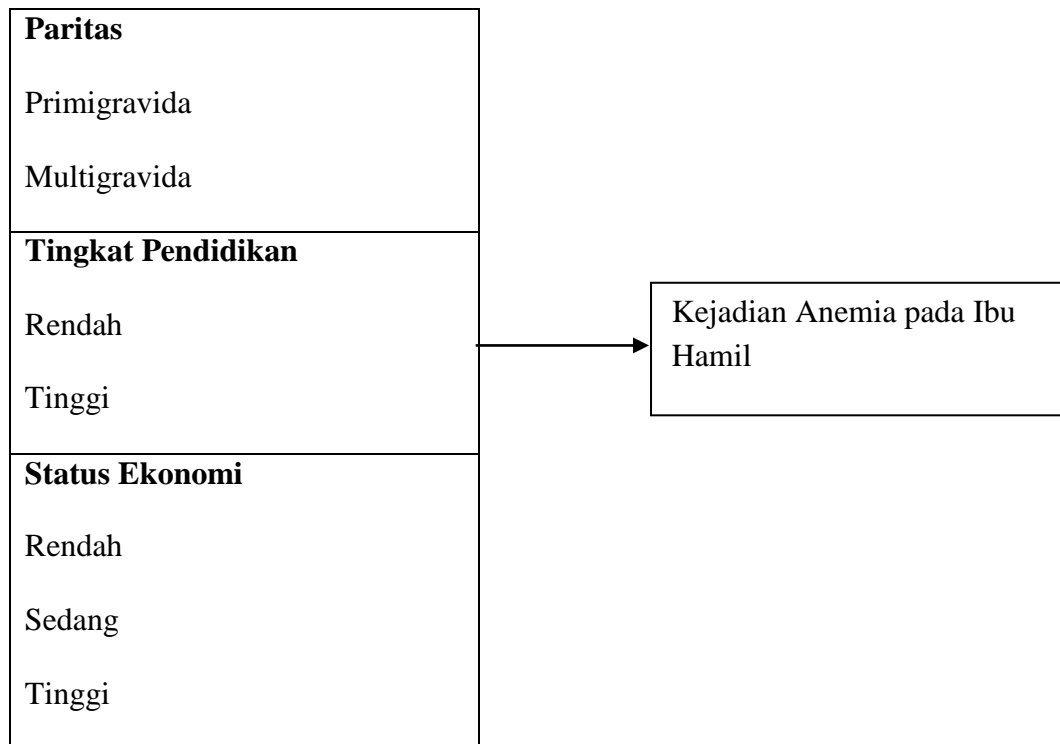 Paritas
Primigravida
Multigravida
Tingkat Pendidikan
Rendah
Tinggi
Status Ekonomi
Rendah
Sedang
Tinggi
Kejadian Anemia pada Ibu
Hamil